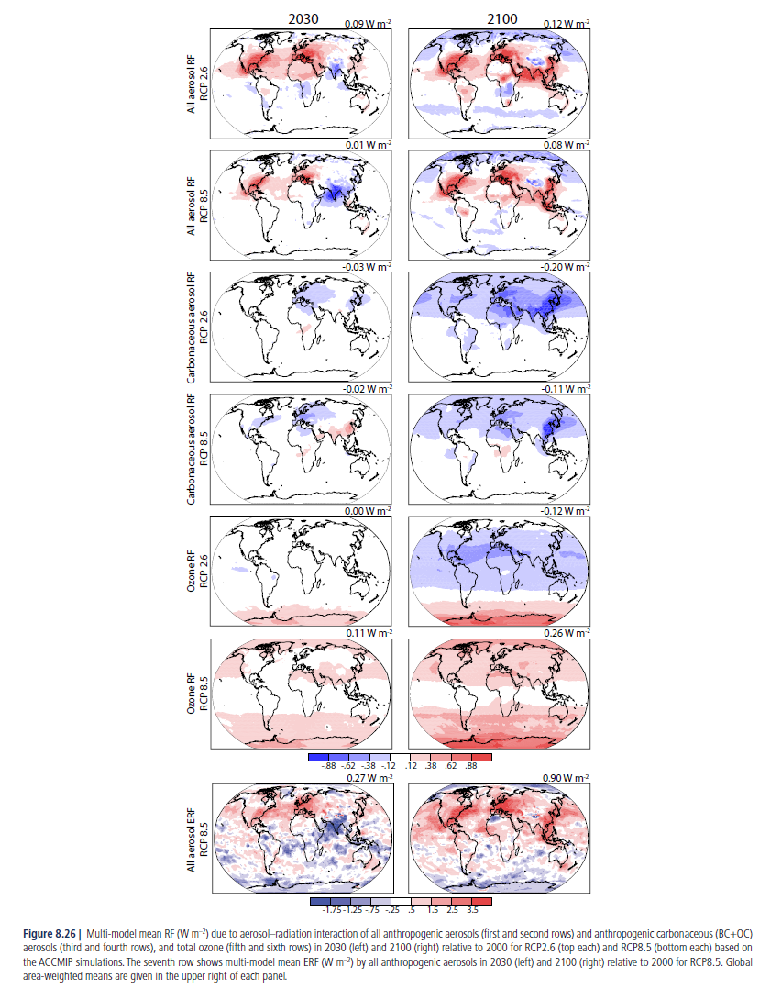 2030 2100
0.09 W m-2 0.12 W m-2
All aerosol RF
RCP 2.6
0.01 W m-2 0.08 W m-2
All aerosol RF
RCP 8.5
-0.03 W m-2 -0.20 W m-2
Carbonaceous aerosol RF
RCP 2.6
-0.02 W m-2 -0.11 W m-2
Carbonaceous aerosol RF
RCP 8.5
0.00 W m-2 -0.12 W m-2
Ozone RF
RCP 2.6
0.11 W m-2 0.26 W m-2
Ozone RF
RCP 8.5
-.88 -.62 -.38 -.12 .12 .38 .62 .88
0.27 W m-2 0.90 W m-2
All aerosol ERF
RCP 8.5
-1.75 -1.25 -.75 -.25 .5 1.5 2.5 3.5
Figure 8.26 | Multi-model mean RF (W m–2) due to aerosol–radiation interaction of all anthropogenic aerosols (first and second rows) and anthropogenic carbonaceous (BC+OC)
aerosols (third and fourth rows), and total ozone (fifth and sixth rows) in 2030 (left) and 2100 (right) relative to 2000 for RCP2.6 (top each) and RCP8.5 (bottom each) based on
the ACCMIP simulations. The seventh row shows multi-model mean ERF (W m–2) by all anthropogenic aerosols in 2030 (left) and 2100 (right) relative to 2000 for RCP8.5. Global
area-weighted means are given in the upper right of each panel.